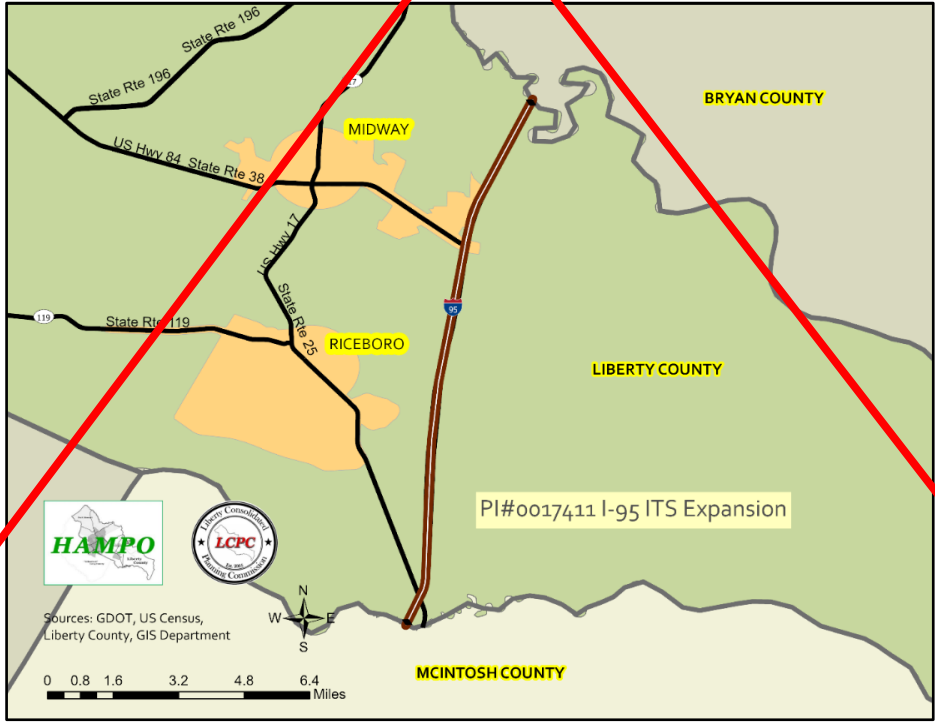 State Rte 196
State Rte 196
BRYAN COUNTY
17
MIDWAY
US Hwy 84 State Rte 38
US Hwy 17
95
119
State Rte 119
State Rte 25
RICEBORO
LIBERTY COUNTY
PI#0017411 I-95 ITS Expansion
HAMPO
Liberty Consolidated
LCPC
Est. 2003
Planning Commission
N
W E
S
Sources: GDOT, US Census,
Liberty County, GIS Department
MCINTOSH COUNTY
0 0.8 1.6 3.2 4.8 6.4
Miles